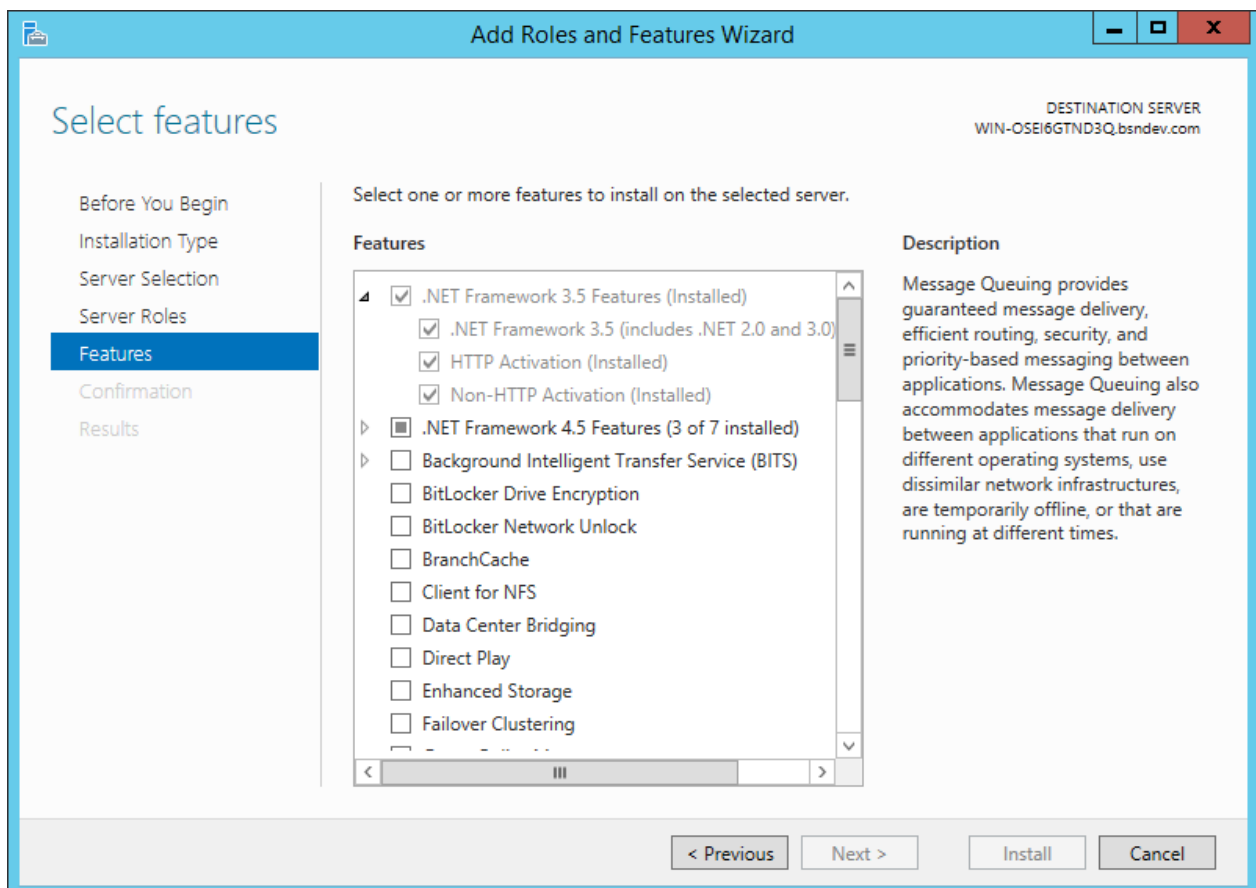 Add Roles and Features Wizard
Select features
DESTINATION SERVER
WIN-OSEI6GTND3Q.bsndev.com
Before You Begin
Installation Type
Server Selection
Server Roles
Features
Confirmation
Results
Select one or more features to install on the selected server.
Features
.NET Framework 3.5 Features (Installed)
.NET Framework 3.5 (includes .NET 2.0 and 3.0)
HTTP Activation (Installed)
Non-HTTP Activation (Installed)
.NET Framework 4.5 Features (3 of 7 installed)
Background Intelligent Transfer Service (BITS)
BitLocker Drive Encryption
BitLocker Network Unlock
BranchCache
Client for NFS
Data Center Bridging
Direct Play
Enhanced Storage
Failover Clustering
Description
Message Queuing provides
guaranteed message delivery,
efficient routing, security, and
priority-based messaging between
applications. Message Queuing also
accommodates message delivery
between applications that run on
different operating systems, use
dissimilar network infrastructures,
are temporarily offline, or that are
running at different times.
< Previous
Next >
Install
Cancel